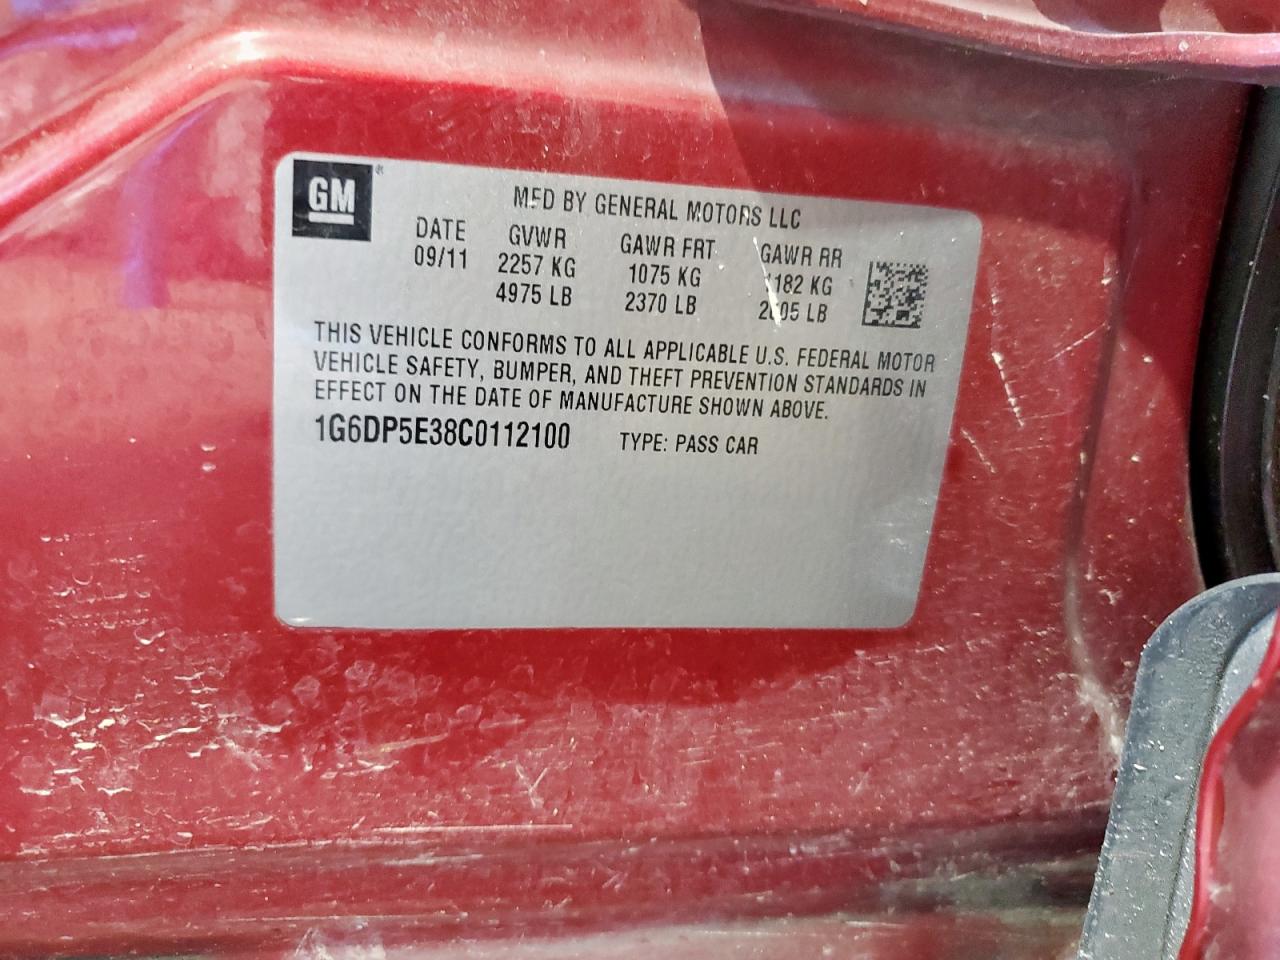 GM ®
MFD BY GENERAL MOTORS LLC
DATE GVWR GAWR FRT GAWR RR
09/11 2257 KG 1075 KG 1182 KG
4975 LB 2370 LB LB
THIS VEHICLE CONFORMS TO ALL APPLICABLE U.S. FEDERAL MOTOR
VEHICLE SAFETY, BUMPER, AND THEFT PREVENTION STANDARDS IN
EFFECT ON THE DATE OF MANUFACTURE SHOWN ABOVE.
1G6DP5E38C0112100 TYPE: PASS CAR